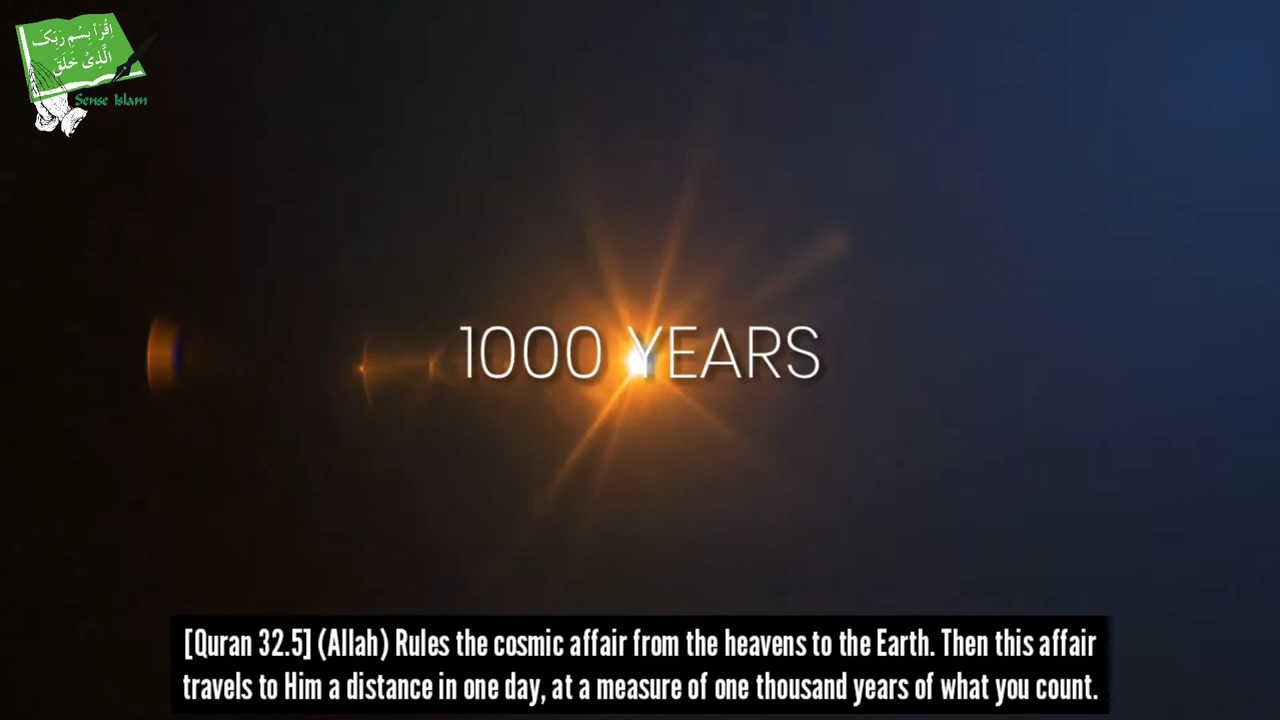 اِقْرَأْ بِسْمِ رَبِّكَ
الَّذِىْ خَلَقَ
Sense Islam
1000 YEARS
[Quran 32.5] (Allah) Rules the cosmic affair from the heavens to the Earth. Then this affair
travels to Him a distance in one day, at a measure of one thousand years of what you count.